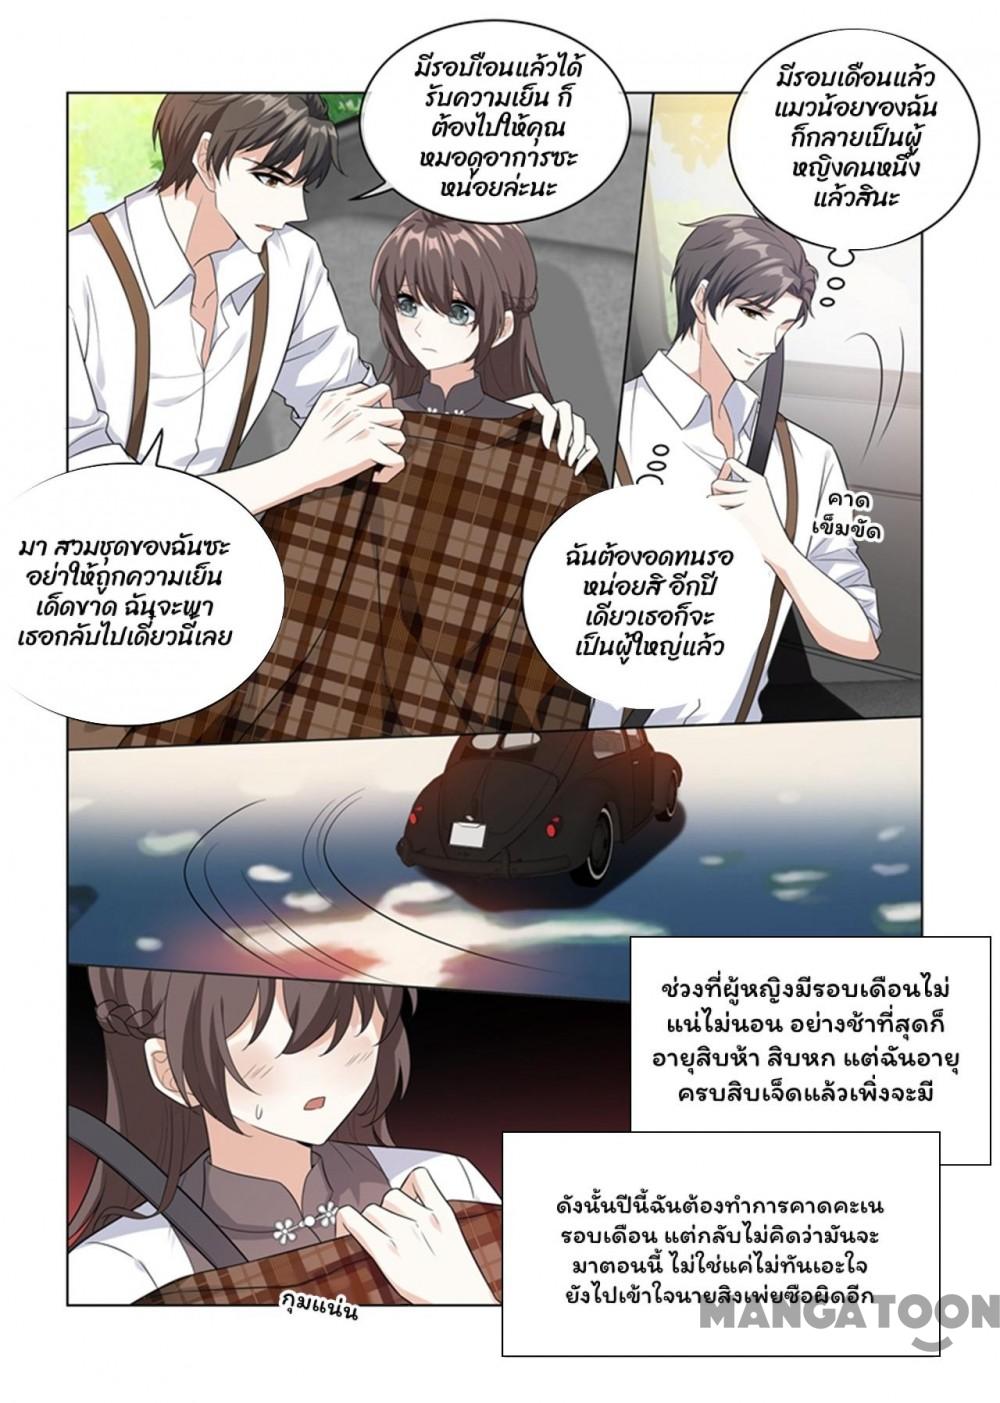 มีรอบเือนแล้วได้
รับความเย็น ก็
ต้องไปให้คุณ
หมอดูอาการซะ
หน่อยล่ะนะ
มีรอบเดือนแล้ว
แมวน้อยของฉัน
ก็กลายเป็นผู้
หญิงคนหนึ่ง
แล้วสินะ
คาด
เข็มขัด
มา สวมชุดของฉันซะ
อย่าให้ถูกความเย็น
เด็ดขาด ฉันจะพา
เธอกลับไปเดี๋ยวนี้เลย
ฉันต้องอดทนรอ
หน่อยสิ อีกปี
เดียวเธอก็จะ
เป็นผู้ใหญ่แล้ว
ช่วงที่ผู้หญิงมีรอบเดือนไม่
แน่ไม่นอน อย่างช้าที่สุดก็
อายุสิบห้า สิบหก แต่ฉันอายุ
ครบสิบเจ็ดแล้วเพิ่งจะมี
ดังนั้นปีนี้ฉันต้องทำการคาดคะเน
รอบเดือน แต่กลับไม่คิดว่ามันจะ
มาตอนนี้ ไม่ใช่แค่ไม่ทันเอะใจ
ยังไปเข้าใจนายสิงเพ่ยซือผิดอีก
กุมแน่น
MANGATOON